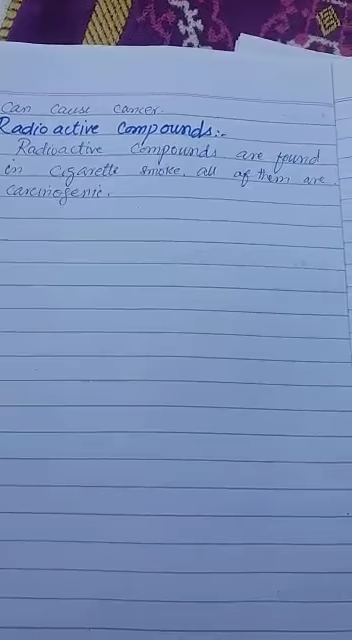 can cause cancer.
Radioactive Compounds:-
Radioactive compounds are found
in cigarette smoke. all of them are
carcinogenic.